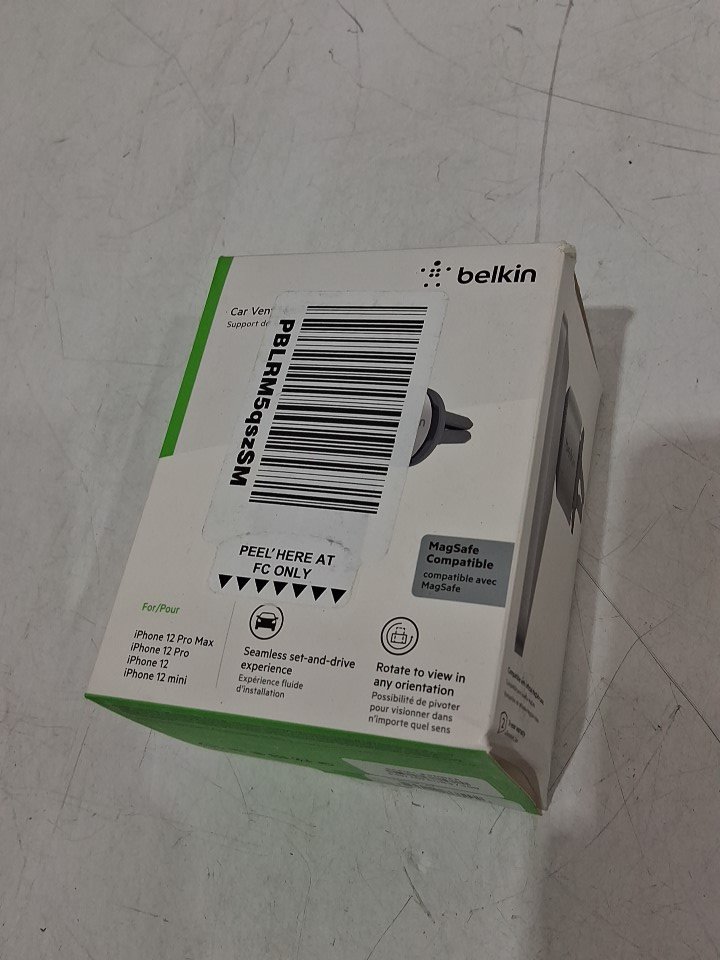 belkin
Car Ven
Support de
PBLRM5qszSM
PEEL HERE AT
FC ONLY
MagSafe
Compatible
compatible avec
MagSafe
For/Pour
iPhone 12 Pro Max
iPhone 12 Pro
iPhone 12
iPhone 12 mini
Seamless set-and-drive
experience
Expérience fluide
d'installation
Rotate to view in
any orientation
Possibilité de pivoter
pour visionner dans
n'importe quel sens